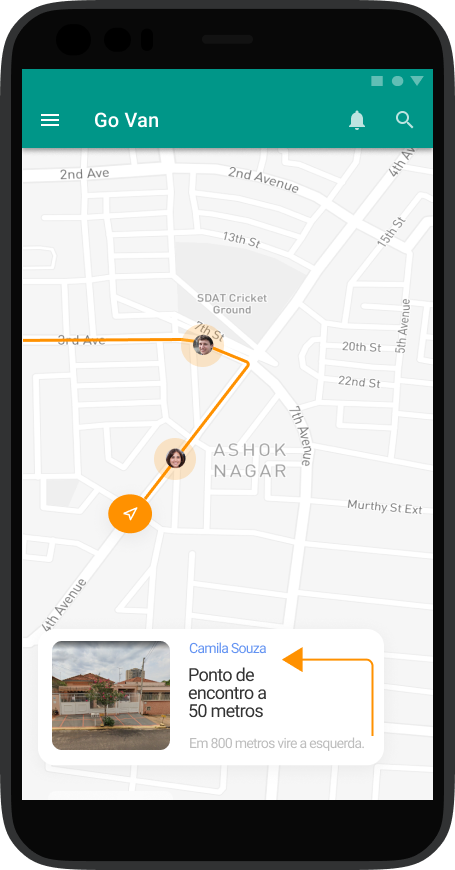 Go Van
2nd Ave
2nd Avenue
4th Av
15th St
13th St
SDAT Cricket
Ground
5th Avenue
7th St
3rd Ave
20th St
22nd St
7th Avenue
ASHOK
NAGAR
Murthy St Ext
4th Avenue
Camila Souza
Ponto de
encontro a
50 metros
Em 800 metros vire a esquerda.